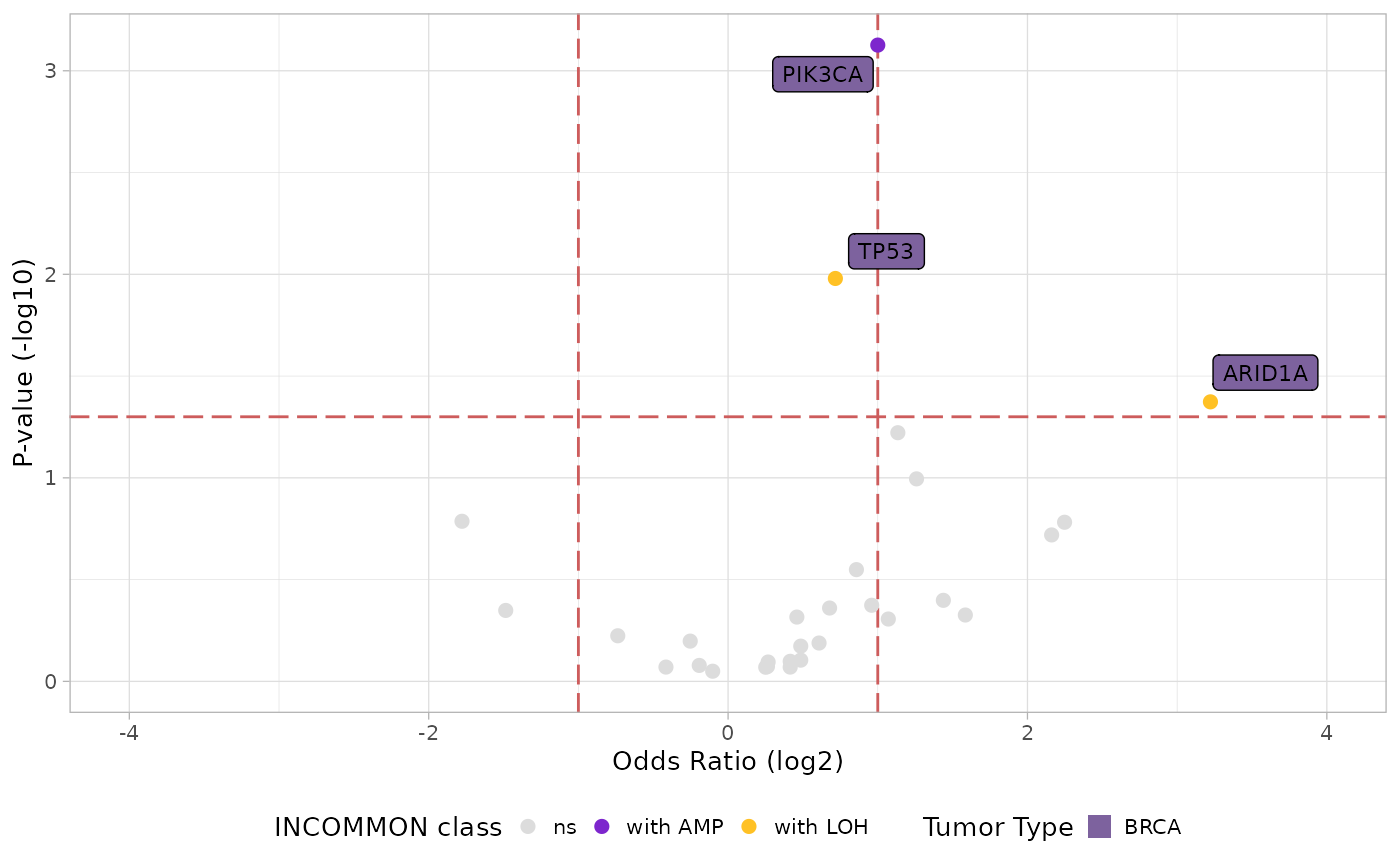 3
PIK3CA
TP53
2
ARID1A
1
0
P-value (-log10)
-4 -2 0 2 4
Odds Ratio (log2)
INCOMMON class ns with AMP with LOH Tumor Type BRCA